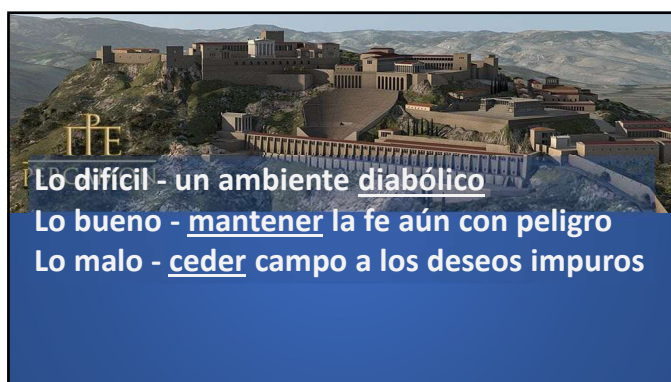 Lo difícil - un ambiente diabólico
Lo bueno - mantener la fe aún con peligro
Lo malo - ceder campo a los deseos impuros